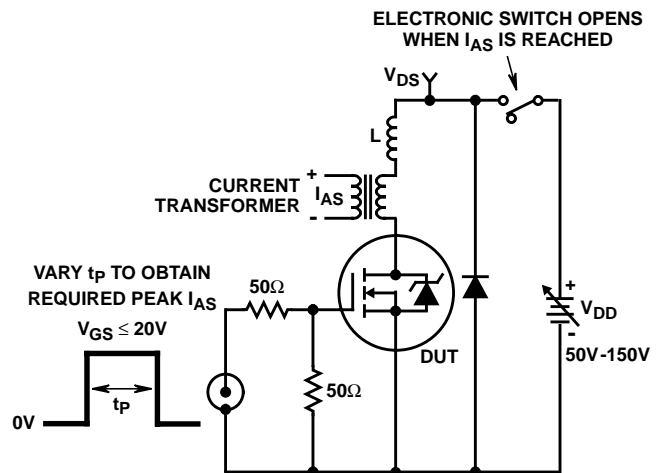 ELECTRONIC SWITCH OPENS
WHEN IAS IS REACHED
VDS
L
CURRENT
TRANSFORMER
+
IAS
-
VARY tP TO OBTAIN
REQUIRED PEAK IAS
50Ω
VGS ≤ 20V
DUT
+
VDD
-
50V-150V
50Ω
tP
0V